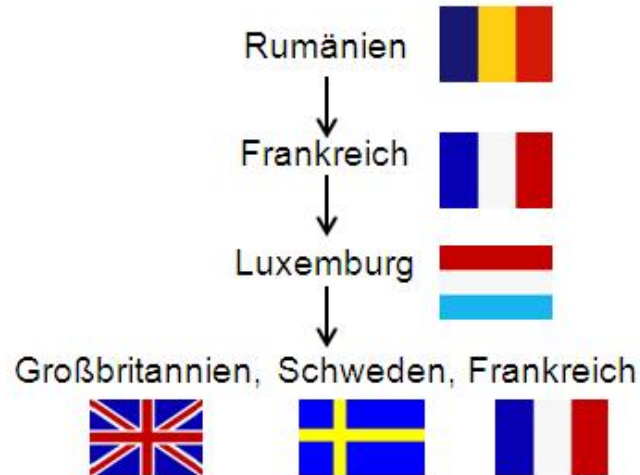 Rumänien
Frankreich
Luxemburg
Großbritannien, Schweden, Frankreich